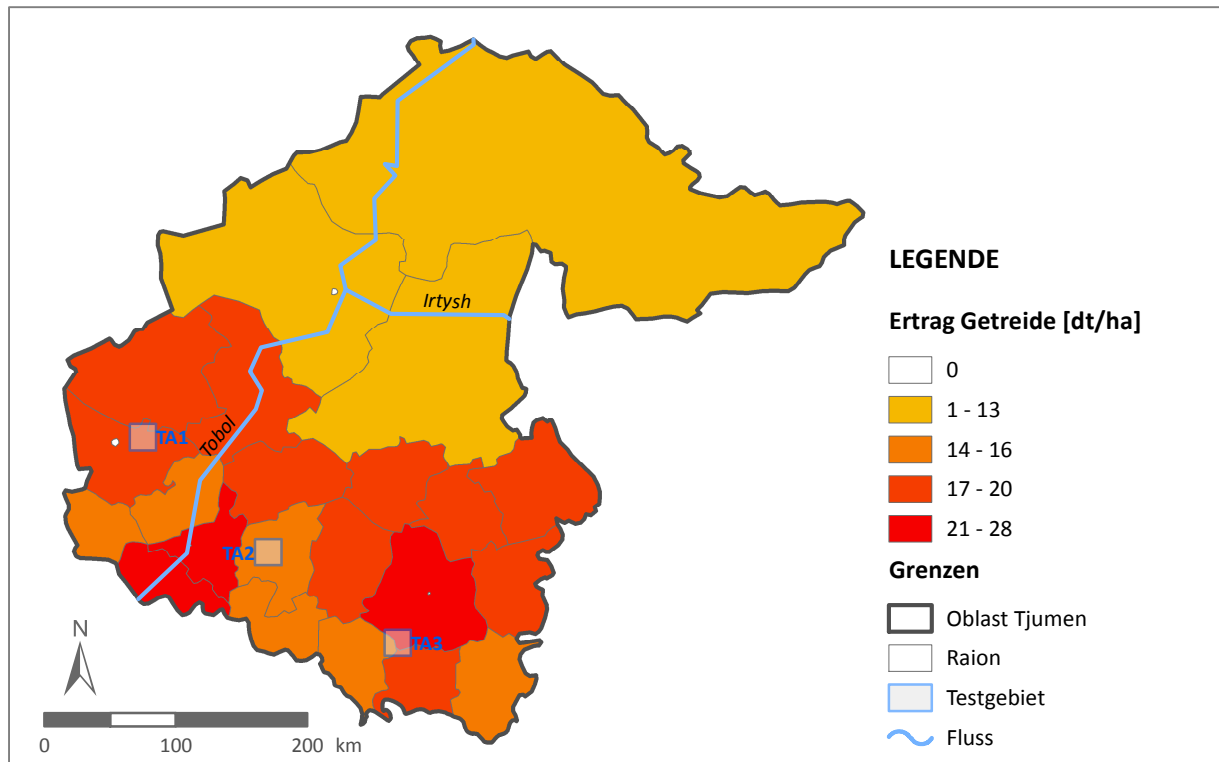 Irtysh
Tobol
TA1
TA2
TA3
N
0 100 200 km
LEGENDE
Ertrag Getreide [dt/ha]
0
1 - 13
14 - 16
17 - 20
21 - 28
Grenzen
Oblast Tjumen
Raion
Testgebiet
Fluss